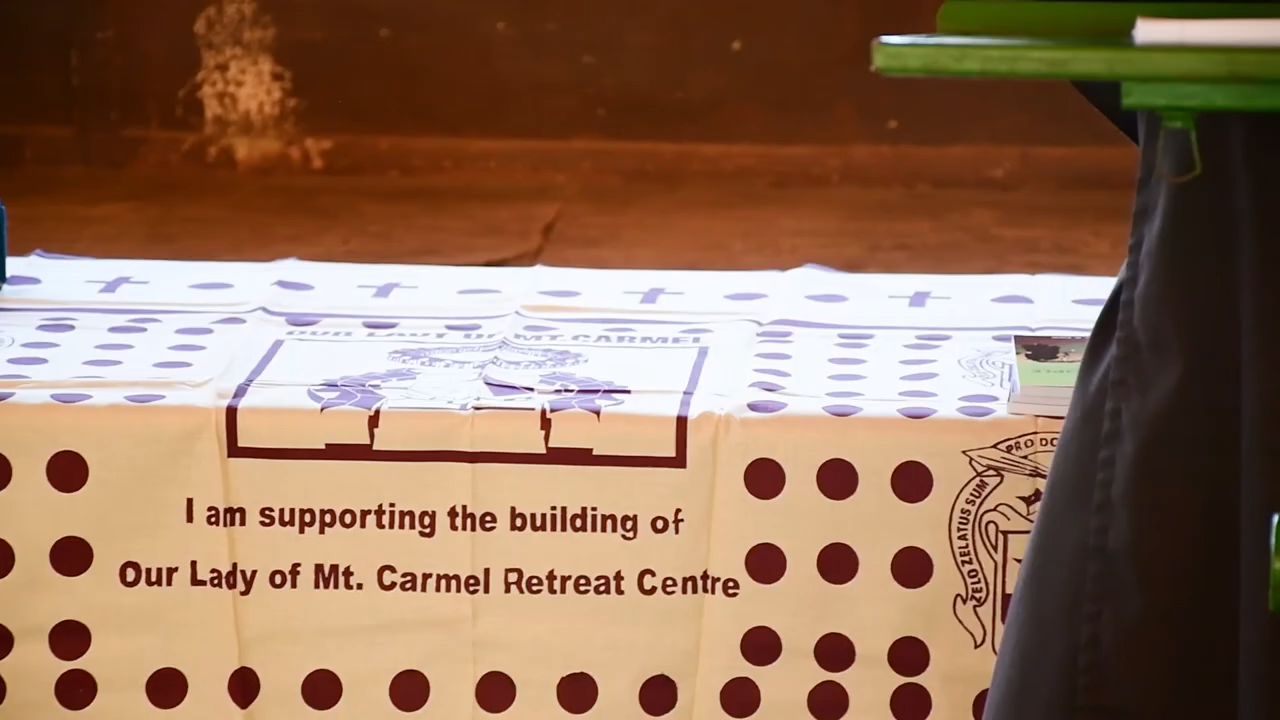 OUR LADY OF MT. CARMEL
I am supporting the building of
Our Lady of Mt. Carmel Retreat Centre
PRO DO
ZELO ZELATUS SUM